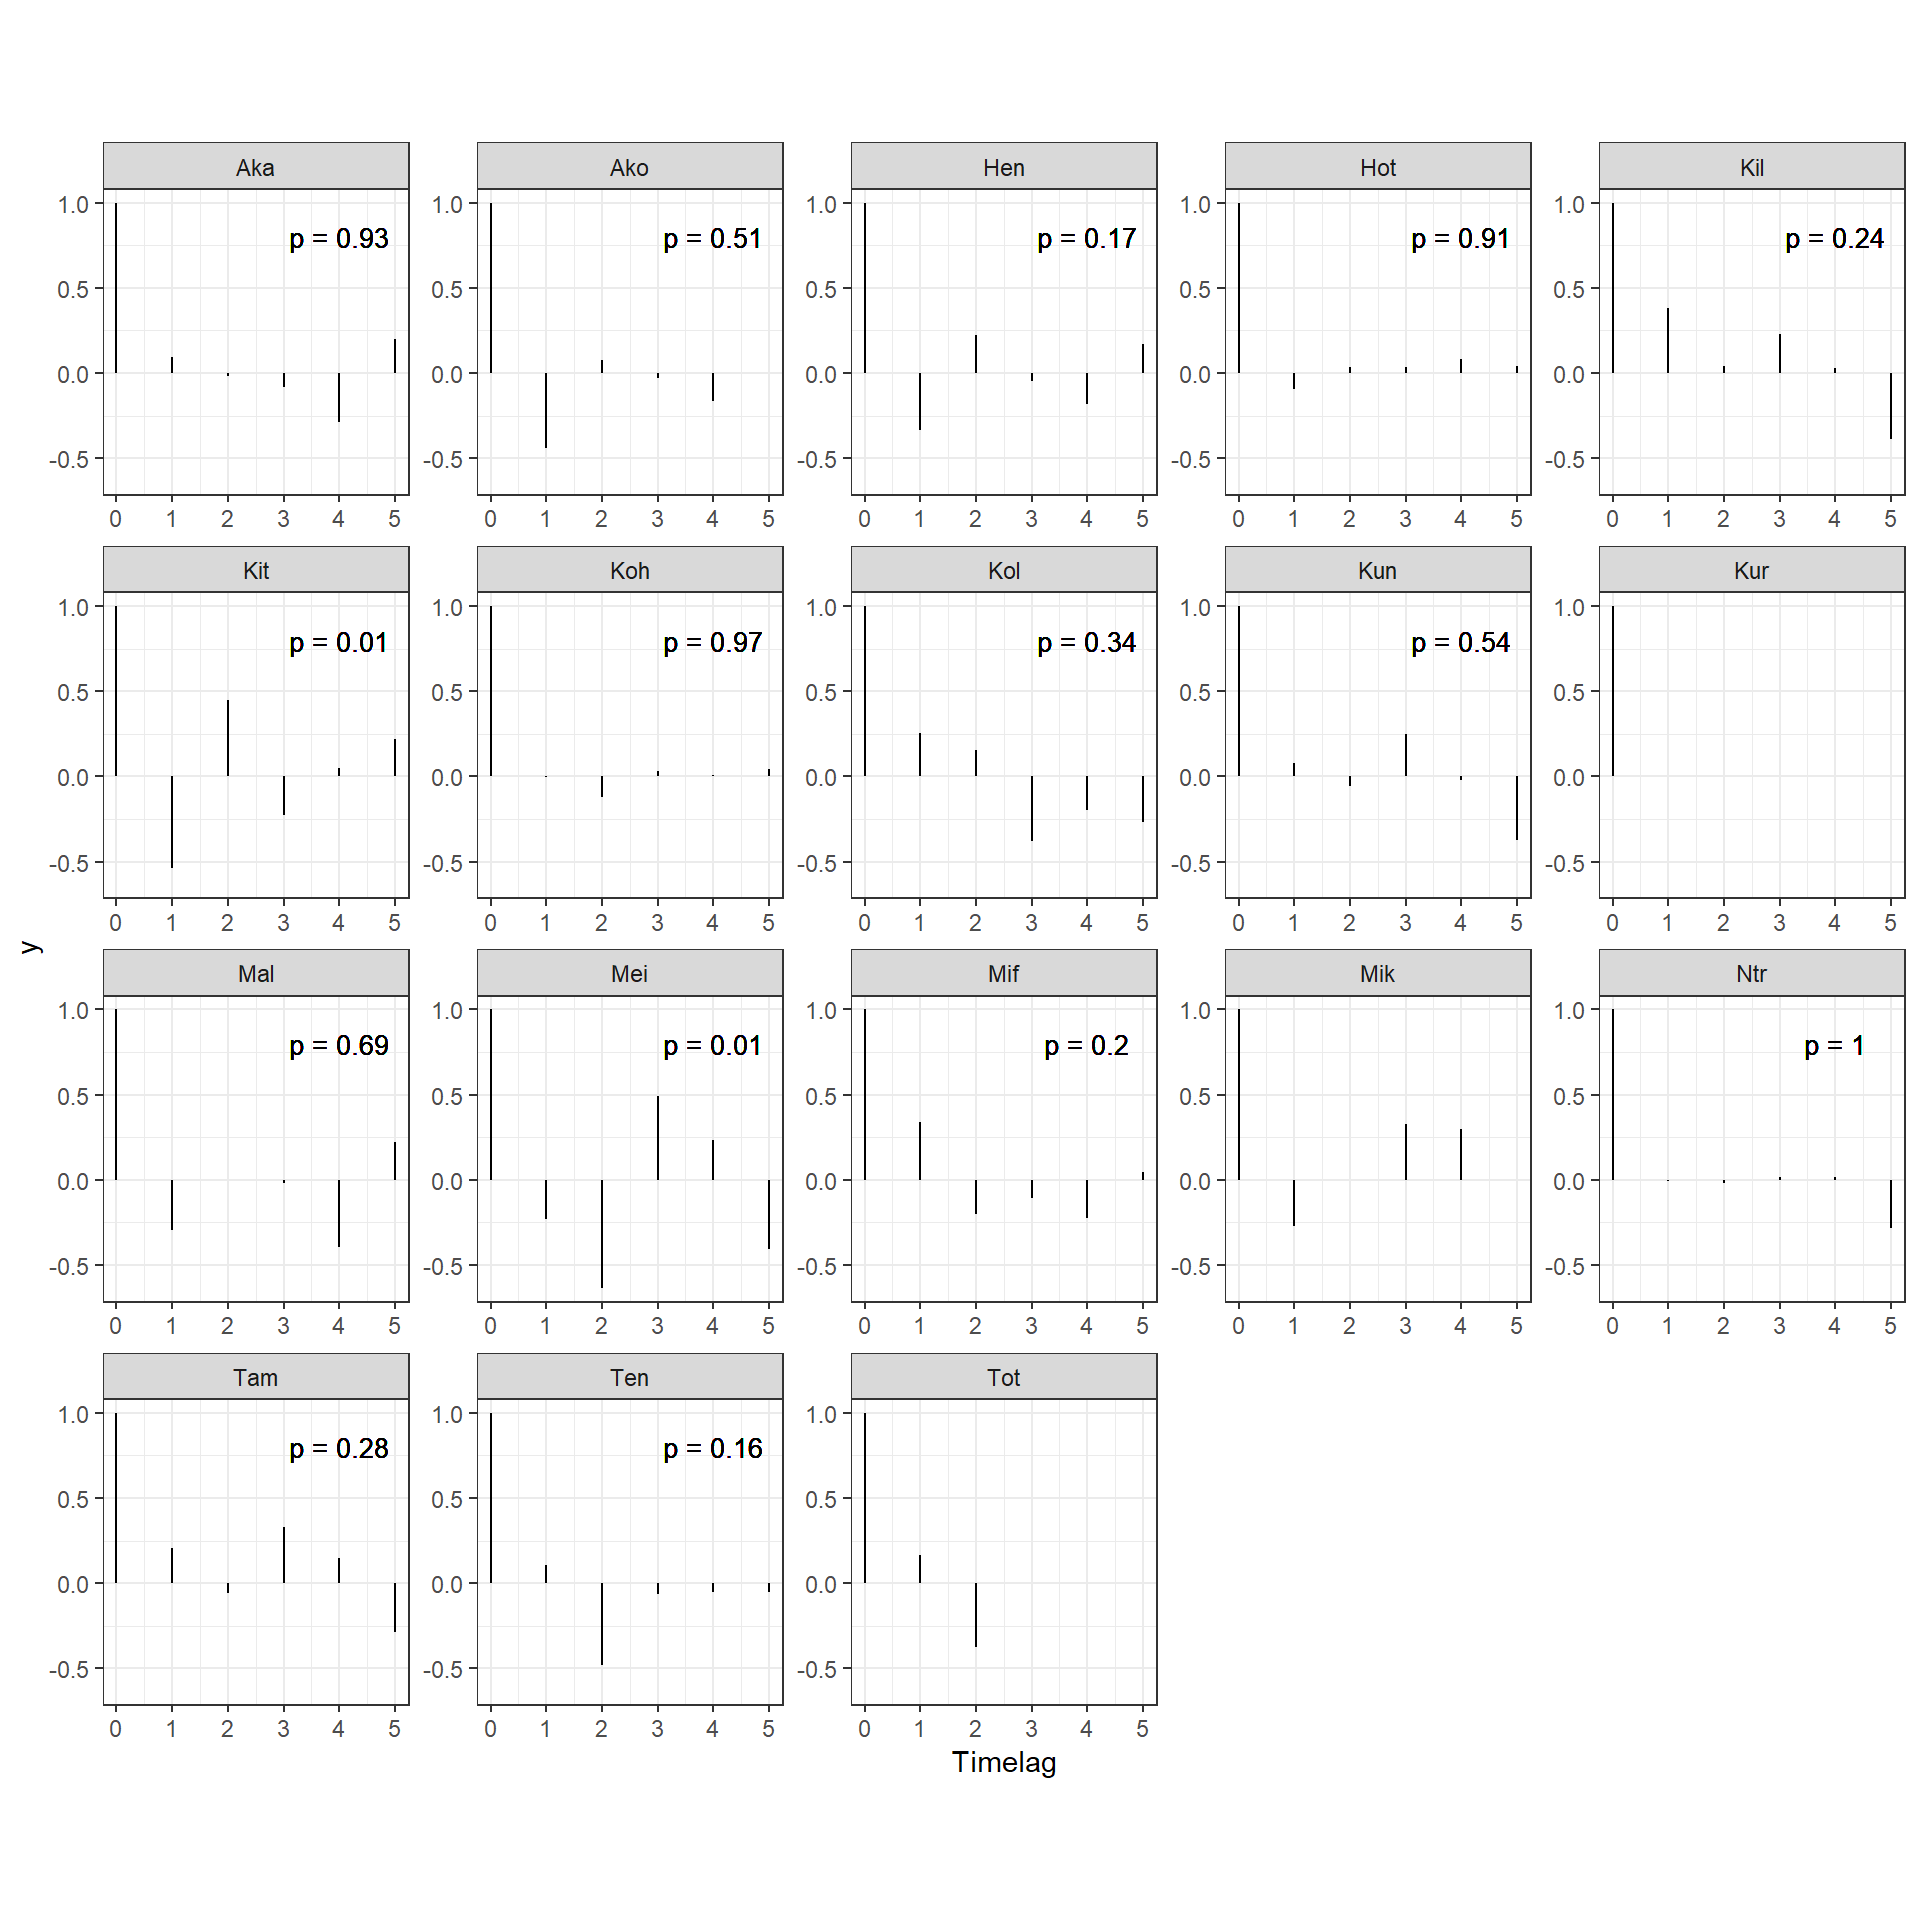 Aka Ako Hen Hot Kil
1.0 1.0 1.0 1.0 1.0
p = 0.93 p = 0.51 p = 0.17 p = 0.91 p = 0.24
0.5 0.5 0.5 0.5 0.5
0.0 0.0 0.0 0.0 0.0
-0.5 -0.5 -0.5 -0.5 -0.5
0 1 2 3 4 5 0 1 2 3 4 5 0 1 2 3 4 5 0 1 2 3 4 5 0 1 2 3 4 5
Kit Koh Kol Kun Kur
1.0 1.0 1.0 1.0 1.0
p = 0.01 p = 0.97 p = 0.34 p = 0.54
0.5 0.5 0.5 0.5 0.5
0.0 0.0 0.0 0.0 0.0
-0.5 -0.5 -0.5 -0.5 -0.5
0 1 2 3 4 5 0 1 2 3 4 5 0 1 2 3 4 5 0 1 2 3 4 5 0 1 2 3 4 5
y
Mal Mei Mif Mik Ntr
1.0 1.0 1.0 1.0 1.0
p = 0.69 p = 0.01 p = 0.2 p = 1
0.5 0.5 0.5 0.5 0.5
0.0 0.0 0.0 0.0 0.0
-0.5 -0.5 -0.5 -0.5 -0.5
0 1 2 3 4 5 0 1 2 3 4 5 0 1 2 3 4 5 0 1 2 3 4 5 0 1 2 3 4 5
Tam Ten Tot
1.0 1.0 1.0
p = 0.28 p = 0.16
0.5 0.5 0.5
0.0 0.0 0.0
-0.5 -0.5 -0.5
0 1 2 3 4 5 0 1 2 3 4 5 0 1 2 3 4 5
Timelag